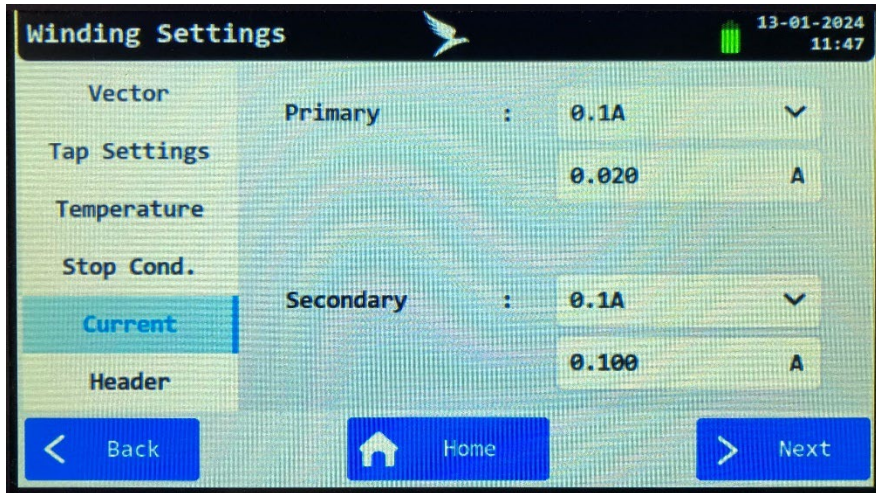 Winding Settings
13-01-2024
11:47
Vector
Tap Settings
Temperature
Stop Cond.
Current
Header
Primary : 0.1A
0.020 A
Secondary : 0.1A
0.100 A
Back
Home
Next